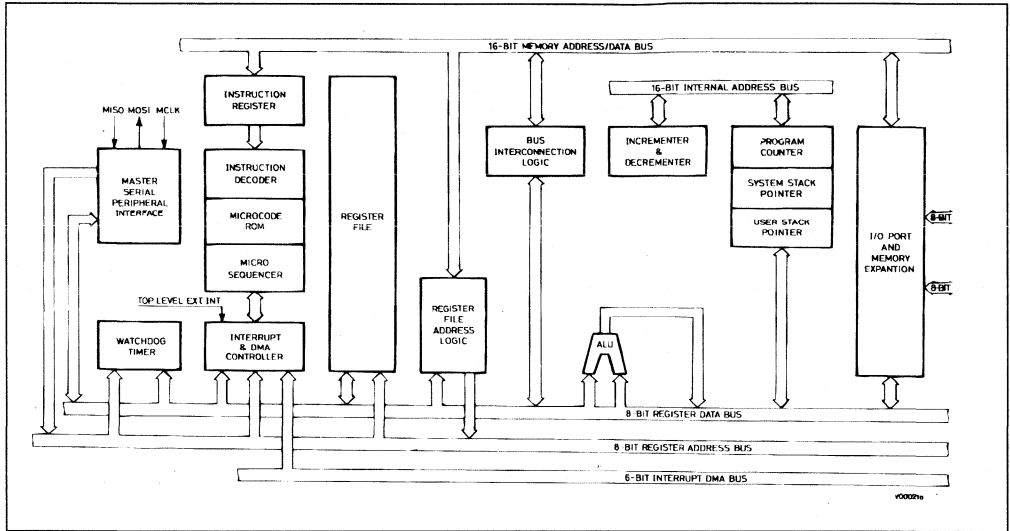 16-BIT MEMORY ADDRESS/DATA BUS
16-BIT INTERNAL ADDRESS BUS
INSTRUCTION
REGISTER
MISO MOSI MCLK
MASTER
SERIAL
PERIPHERAL
INTERFACE
INSTRUCTION
DECODER
MICROCODE
ROM
MICRO
SEQUENCER
TOP LEVEL EXT INT
WATCHDOG
TIMER
INTERRUPT
& DMA
CONTROLLER
REGISTER
FILE
REGISTER
FILE
ADDRESS
LOGIC
BUS
INTERCONNECTION
LOGIC
INCREMENTER
&
DECREMENTER
PROGRAM
COUNTER
SYSTEM STACK
POINTER
USER STACK
POINTER
I/O PORT
AND
MEMORY
EXPANTION
8-BIT
8-BIT
ALU
8-BIT REGISTER DATA BUS
8-BIT REGISTER ADDRESS BUS
6-BIT INTERRUPT DMA BUS